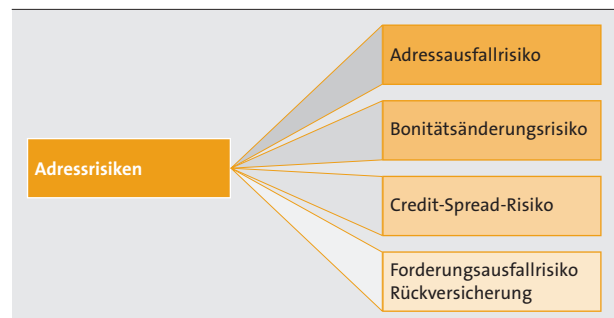 Adressrisiken
Adressausfallrisiko
Bonitätsänderungsrisiko
Credit-Spread-Risiko
Forderungsausfallrisiko
Rückversicherung